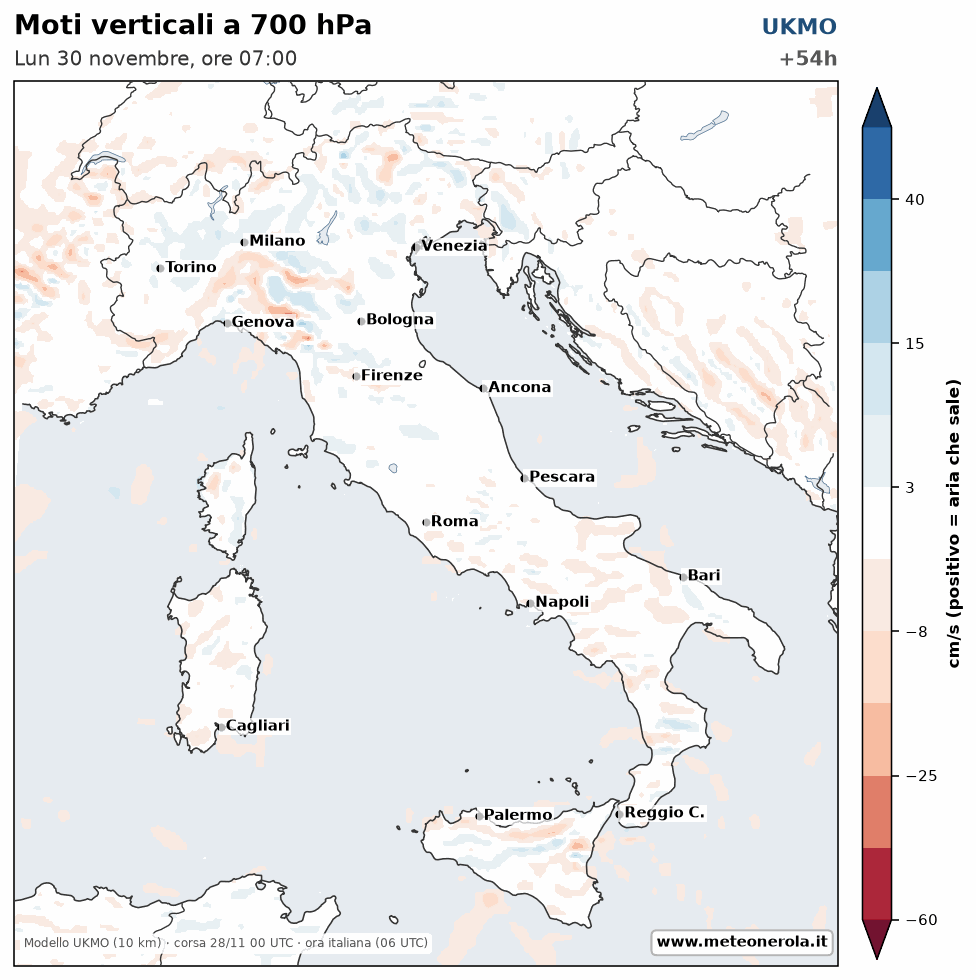 Moti verticali a 700 hPa
UKMO
Lun 30 novembre, ore 07:00
+54h
Milano
Venezia
Torino
Genova
Bologna
Firenze
Ancona
Pescara
Roma
Bari
Napoli
Cagliari
Palermo
Reggio C.
40
15
3
−8
−25
−60
cm/s (positivo = aria che sale)
Modello UKMO (10 km) · corsa 28/11 00 UTC · ora italiana (06 UTC)
www.meteonerola.it